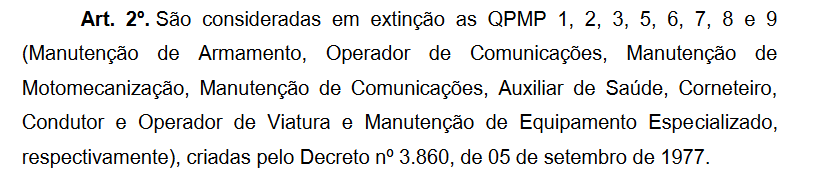 Art. 2º. São consideradas em extinção as QPMP 1, 2, 3, 5, 6, 7, 8 e 9
(Manutenção de Armamento, Operador de Comunicações, Manutenção de
Motomecanização, Manutenção de Comunicações, Auxiliar de Saúde, Corneteiro,
Condutor e Operador de Viatura e Manutenção de Equipamento Especializado,
respectivamente), criadas pelo Decreto nº 3.860, de 05 de setembro de 1977.